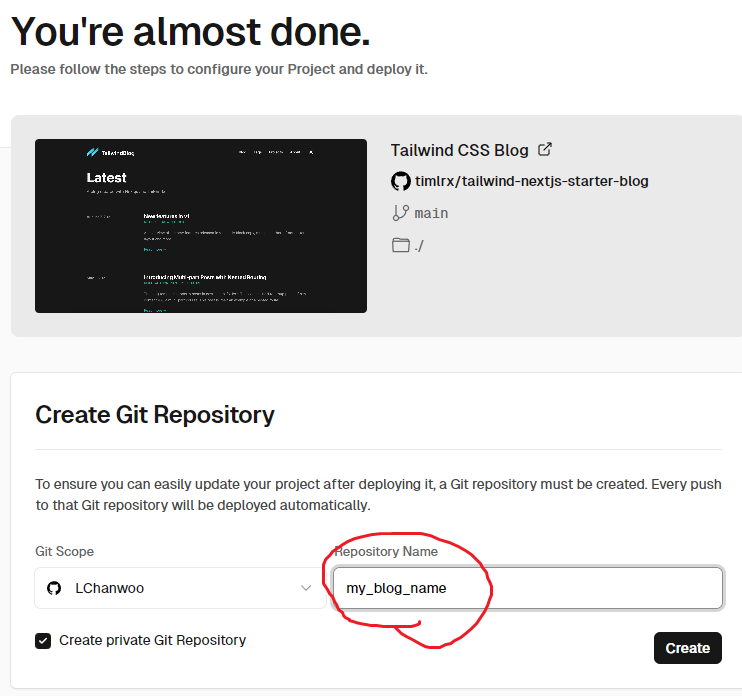 You're almost done.
Please follow the steps to configure your Project and deploy it.
TailwindBlog
Latest
New features in v1
Introducing Multi-part Posts with Nested Routing
Tailwind CSS Blog
timlrx/tailwind-nextjs-starter-blog
main
./
Create Git Repository
To ensure you can easily update your project after deploying it, a Git repository must be created. Every push
to that Git repository will be deployed automatically.
Git Scope
Repository Name
LChanwoo
my_blog_name
Create private Git Repository
Create